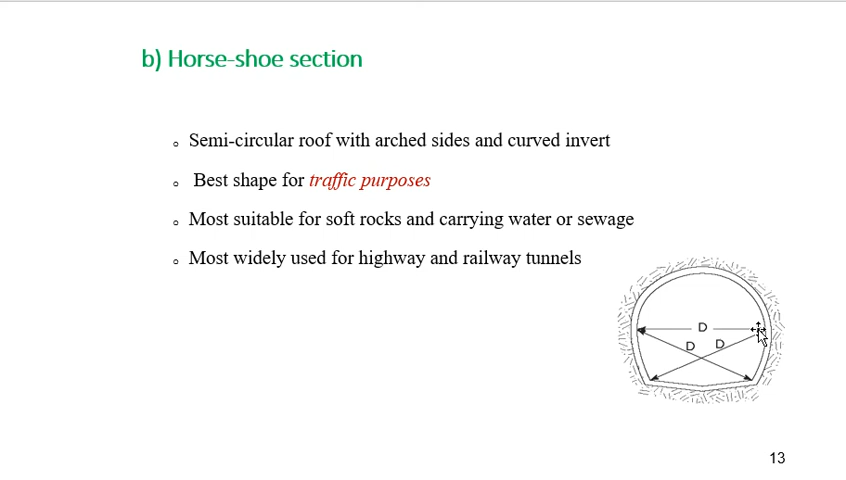 b) Horse-shoe section
Semi-circular roof with arched sides and curved invert
Best shape for traffic purposes
Most suitable for soft rocks and carrying water or sewage
Most widely used for highway and railway tunnels
D
D D
13